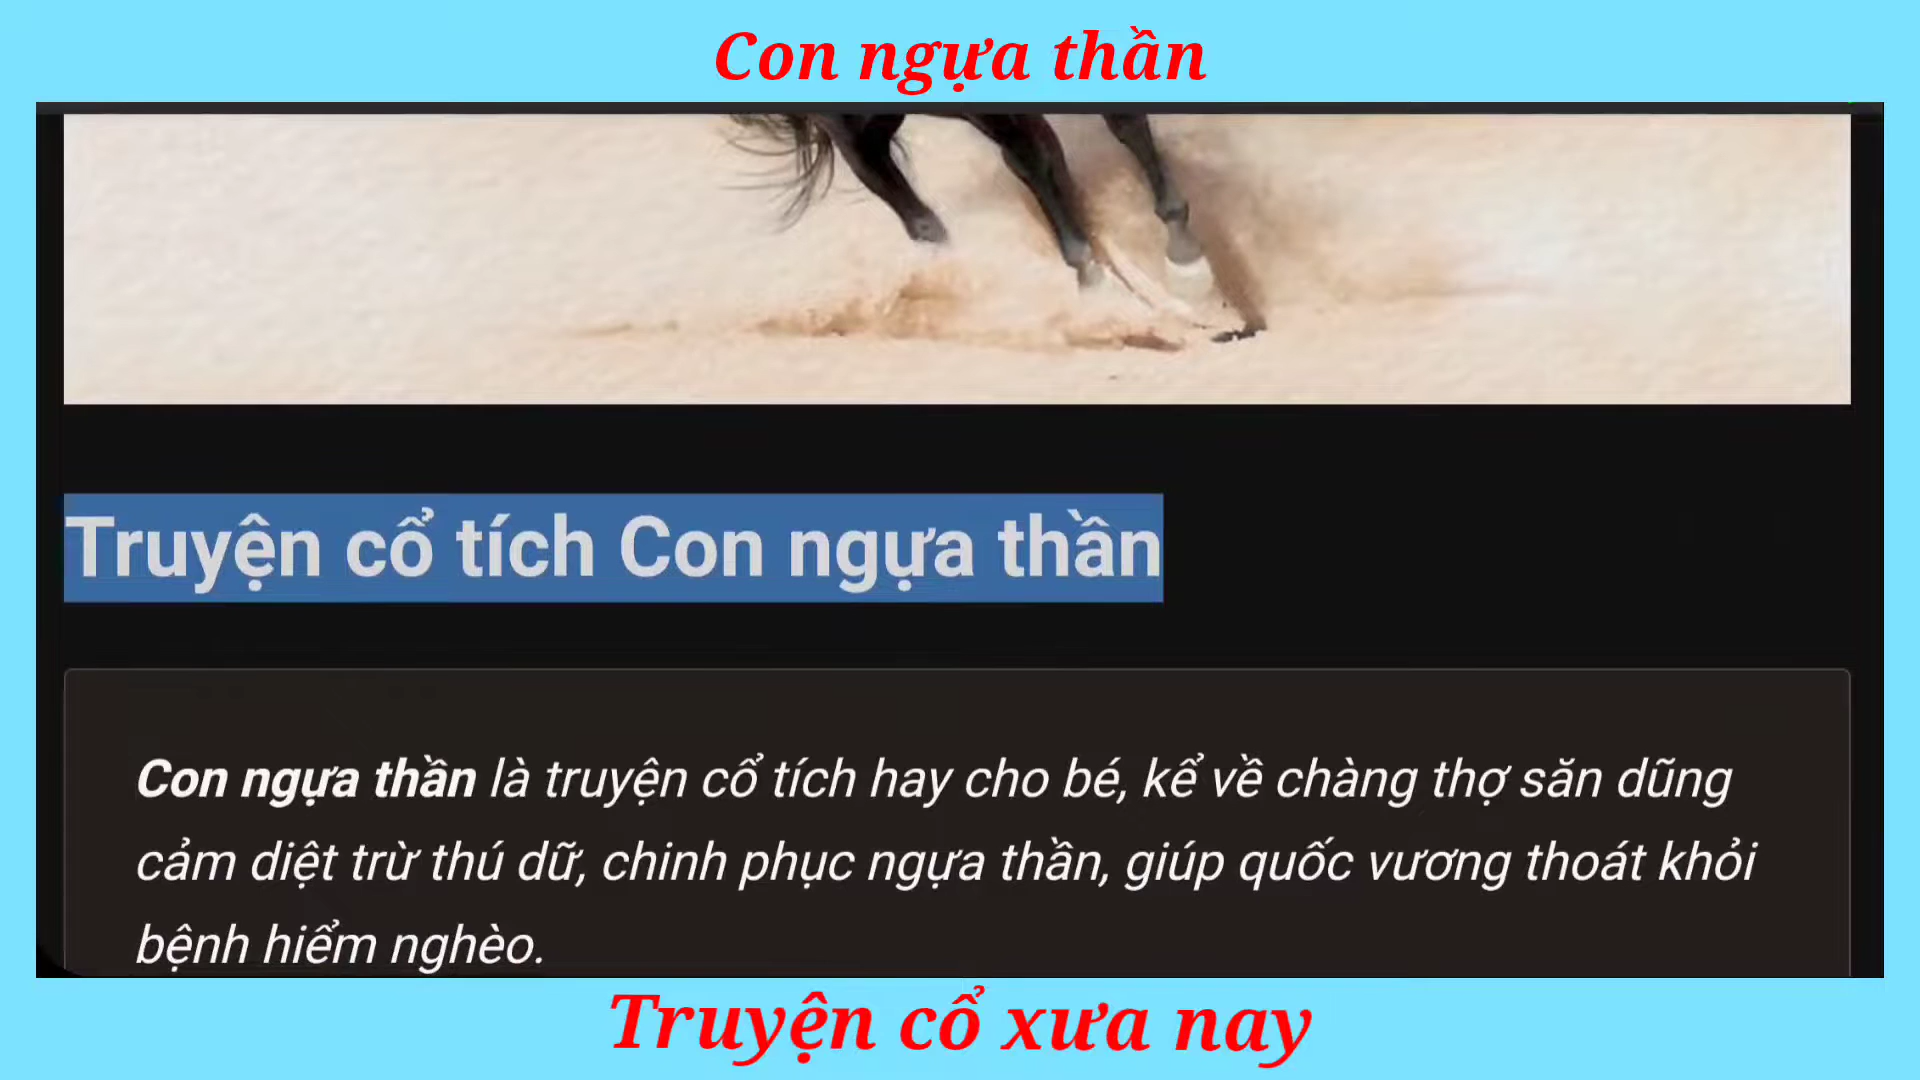 Con ngựa thần
Truyện cổ tích Con ngựa thần
Con ngựa thần là truyện cổ tích hay cho bé, kể về chàng thợ săn dũng
cảm diệt trừ thú dữ, chinh phục ngựa thần, giúp quốc vương thoát khỏi
bệnh hiểm nghèo.
Truyện cổ xưa nay